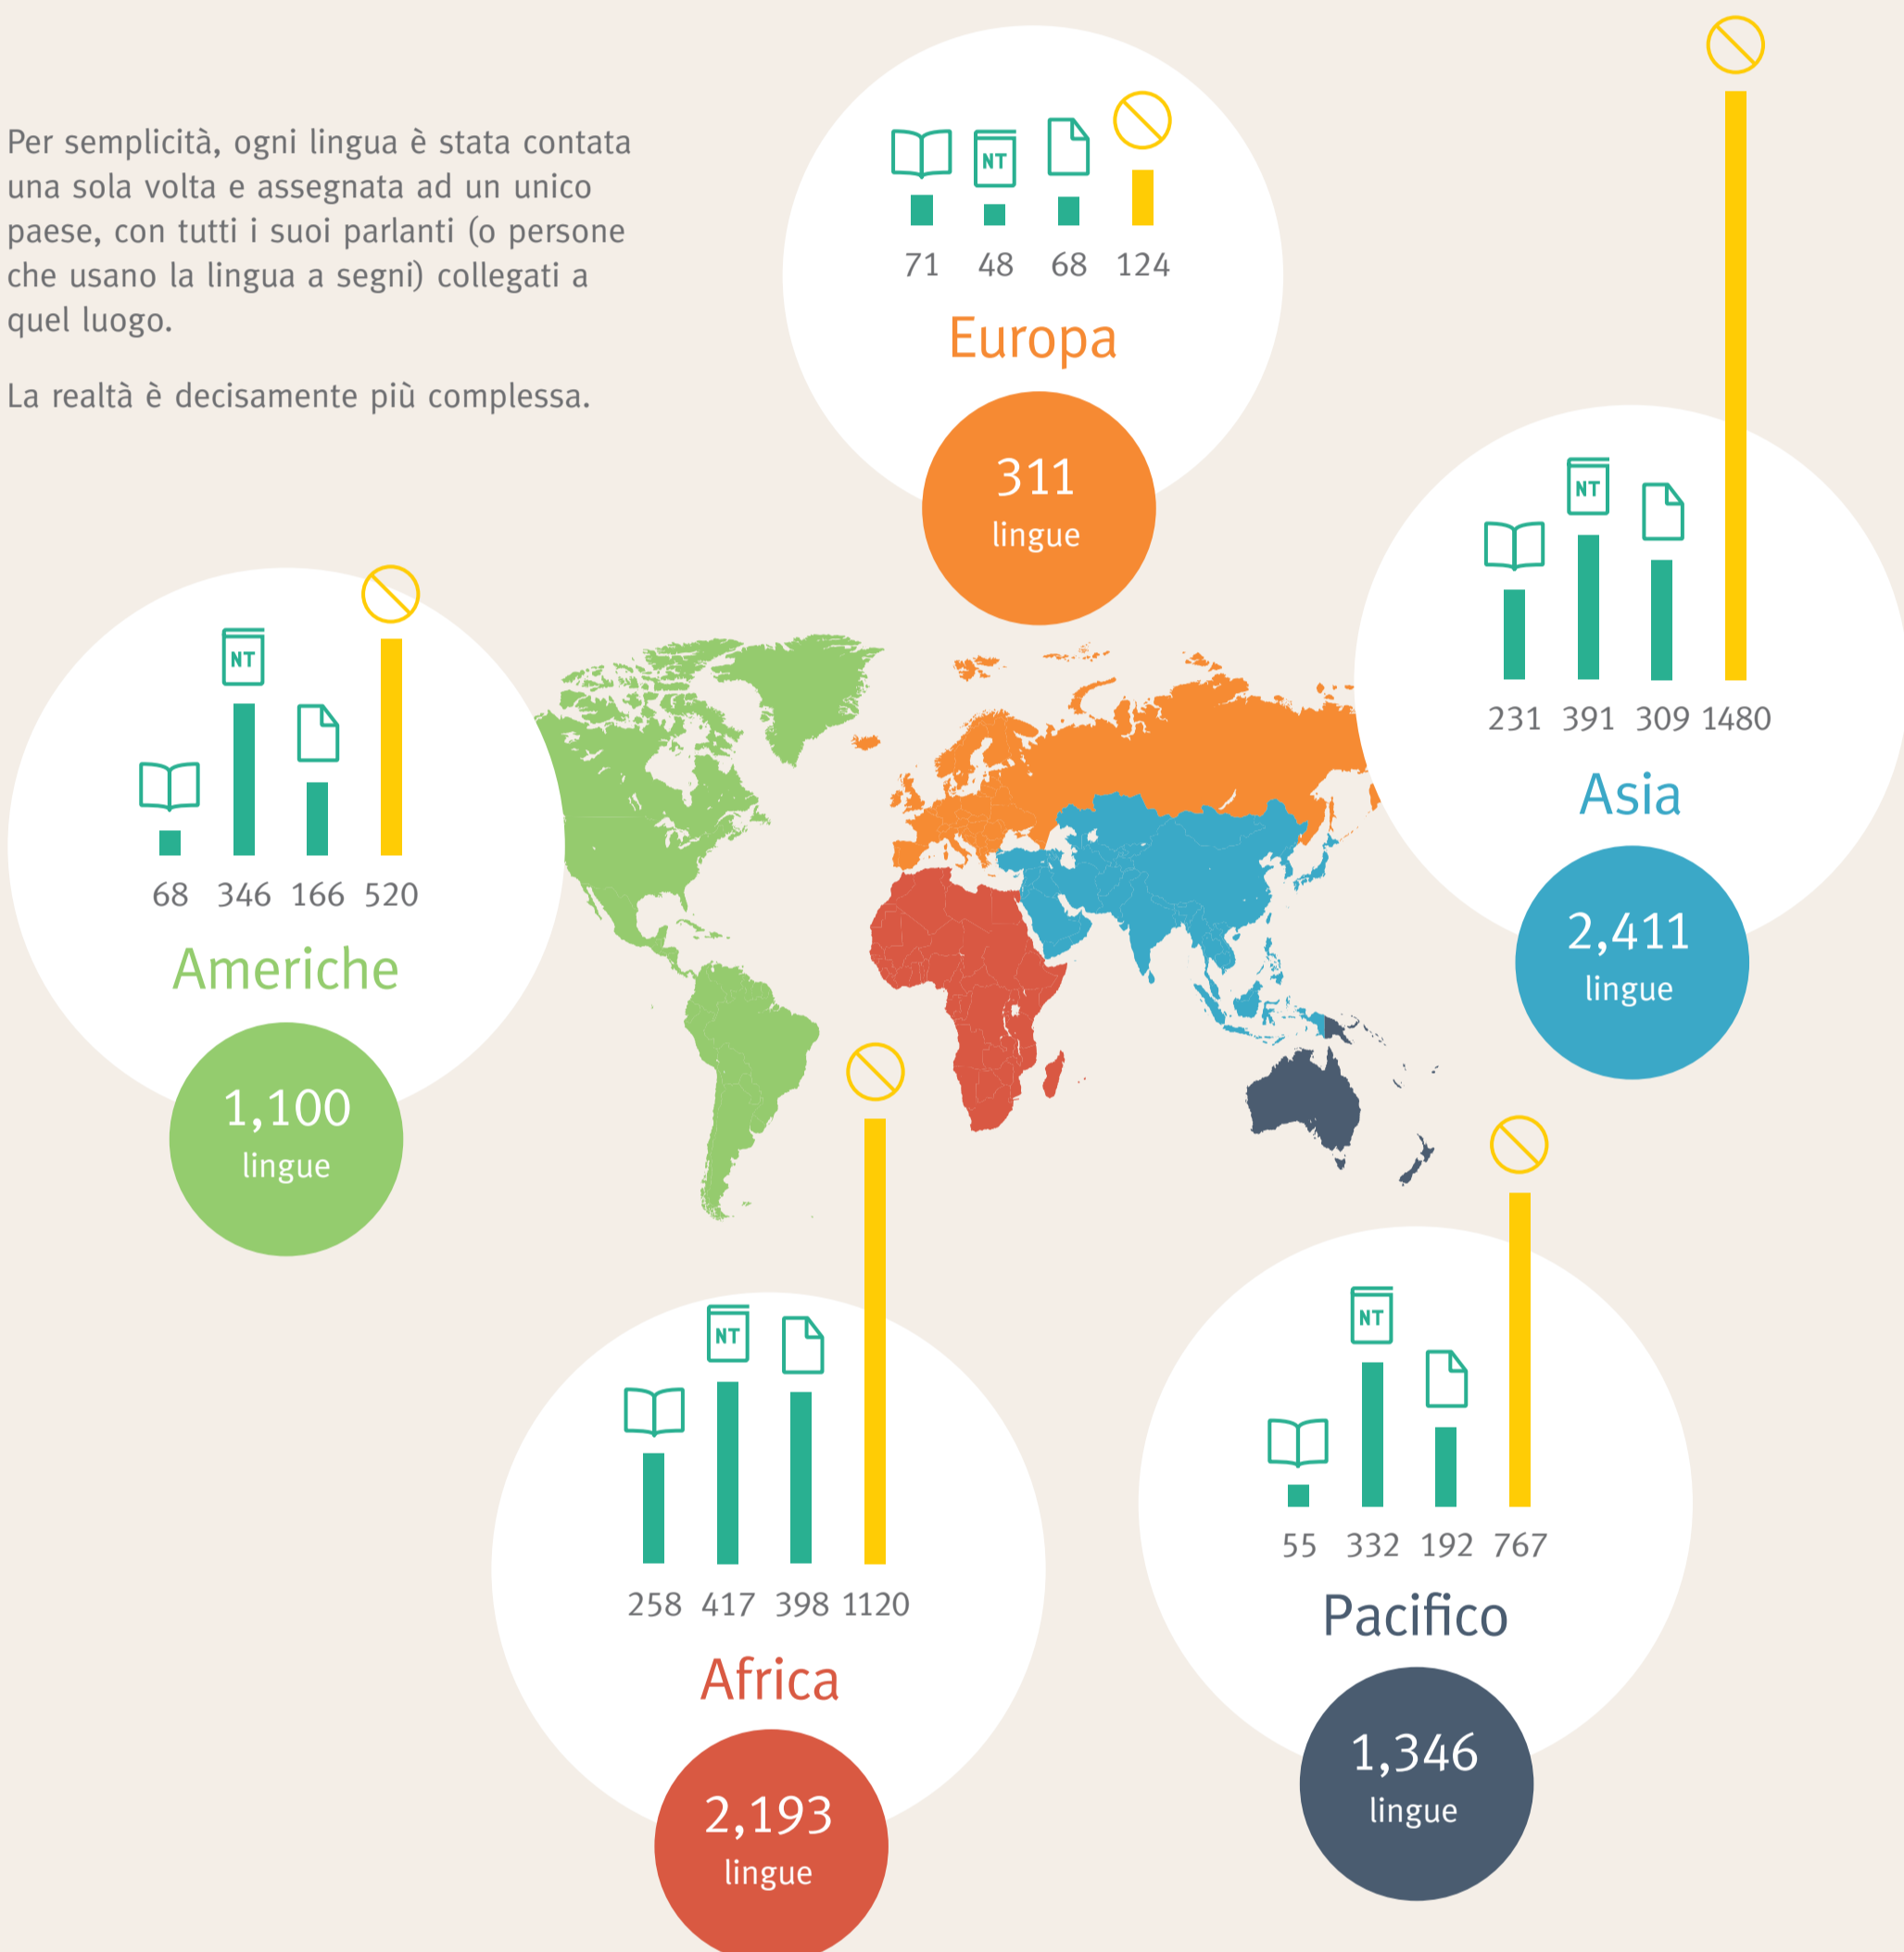 Per semplicità, ogni lingua è stata contata
una sola volta e assegnata ad un unico
paese, con tutti i suoi parlanti (o persone
che usano la lingua a segni) collegati a
quel luogo.
La realtà è decisamente più complessa.
NT
71 48 68 124
Europa
311
lingue
NT
231 391 309 1480
Asia
2,411
lingue
NT
68 346 166 520
Americhe
1,100
lingue
NT
258 417 398 1120
Africa
2,193
lingue
NT
55 332 192 767
Pacifico
1,346
lingue